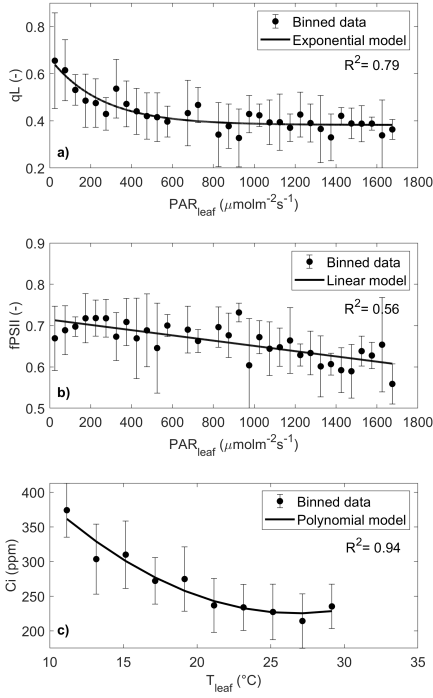 0.8
0.6
0.4
0.2
qL (-)
Binned data
Exponential model
R²= 0.79
a)
0 200 400 600 800 1000 1200 1400 1600 1800
PARleaf (μmolm⁻²s⁻¹)
0.9
0.8
0.7
0.6
0.5
fPSII (-)
Binned data
Linear model
R²= 0.56
b)
0 200 400 600 800 1000 1200 1400 1600 1800
PARleaf (μmolm⁻²s⁻¹)
400
350
300
250
200
Ci (ppm)
Binned data
Polynomial model
R²= 0.94
c)
10 15 20 25 30 35
Tleaf (°C)